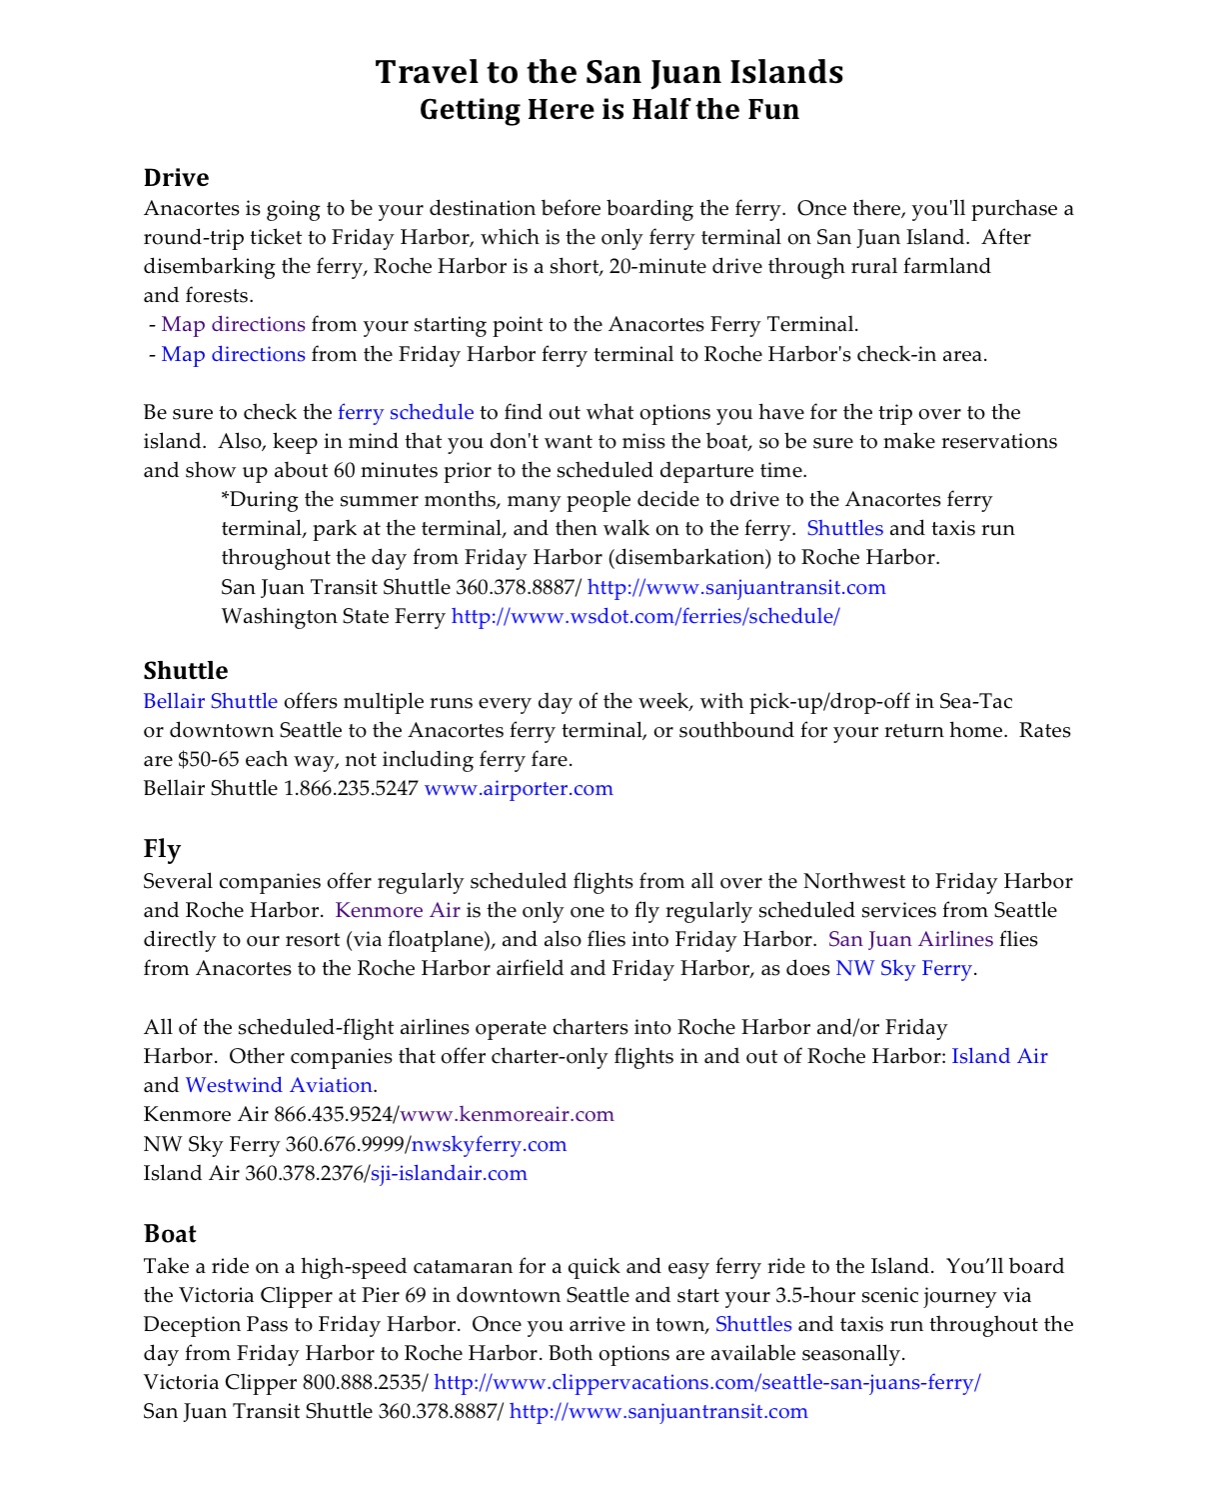 Travel to the San Juan Islands
Getting Here is Half the Fun
Drive
Anacortes is going to be your destination before boarding the ferry.  Once there, you'll purchase a
round-trip ticket to Friday Harbor, which is the only ferry terminal on San Juan Island.  After
disembarking the ferry, Roche Harbor is a short, 20-minute drive through rural farmland
and forests.
- Map directions from your starting point to the Anacortes Ferry Terminal.
- Map directions from the Friday Harbor ferry terminal to Roche Harbor's check-in area.
Be sure to check the ferry schedule to find out what options you have for the trip over to the
island.  Also, keep in mind that you don't want to miss the boat, so be sure to make reservations
and show up about 60 minutes prior to the scheduled departure time.
*During the summer months, many people decide to drive to the Anacortes ferry
terminal, park at the terminal, and then walk on to the ferry.  Shuttles and taxis run
throughout the day from Friday Harbor (disembarkation) to Roche Harbor.
San Juan Transit Shuttle 360.378.8887/ http://www.sanjuantransit.com
Washington State Ferry http://www.wsdot.com/ferries/schedule/
Shuttle
Bellair Shuttle offers multiple runs every day of the week, with pick-up/drop-off in Sea-Tac
or downtown Seattle to the Anacortes ferry terminal, or southbound for your return home.  Rates
are $50-65 each way, not including ferry fare.
Bellair Shuttle 1.866.235.5247 www.airporter.com
Fly
Several companies offer regularly scheduled flights from all over the Northwest to Friday Harbor
and Roche Harbor.  Kenmore Air is the only one to fly regularly scheduled services from Seattle
directly to our resort (via floatplane), and also flies into Friday Harbor.  San Juan Airlines flies
from Anacortes to the Roche Harbor airfield and Friday Harbor, as does NW Sky Ferry.
All of the scheduled-flight airlines operate charters into Roche Harbor and/or Friday
Harbor.  Other companies that offer charter-only flights in and out of Roche Harbor: Island Air
and Westwind Aviation.
Kenmore Air 866.435.9524/www.kenmoreair.com
NW Sky Ferry 360.676.9999/nwskyferry.com
Island Air 360.378.2376/sji-islandair.com
Boat
Take a ride on a high-speed catamaran for a quick and easy ferry ride to the Island.  You’ll board
the Victoria Clipper at Pier 69 in downtown Seattle and start your 3.5-hour scenic journey via
Deception Pass to Friday Harbor.  Once you arrive in town, Shuttles and taxis run throughout the
day from Friday Harbor to Roche Harbor. Both options are available seasonally.
Victoria Clipper 800.888.2535/ http://www.clippervacations.com/seattle-san-juans-ferry/
San Juan Transit Shuttle 360.378.8887/ http://www.sanjuantransit.com